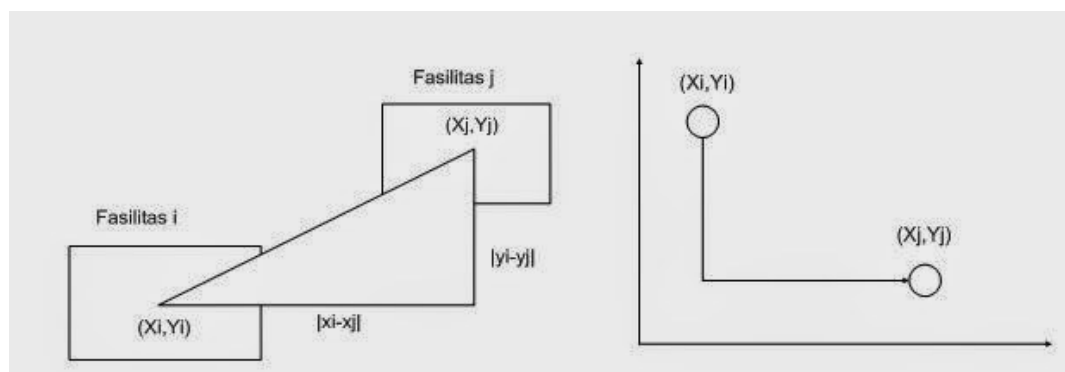 Fasilitas j
(Xj,Yj)
Fasilitas i
|yi-yj|
(Xi,Yi)
|xi-xj|
(Xi,Yi)
(Xj,Yj)